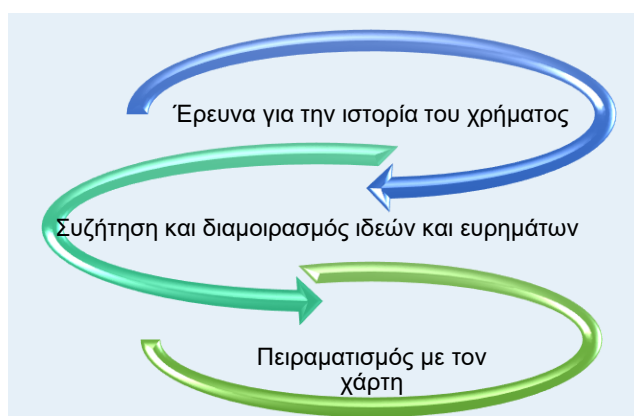 Έρευνα για την ιστορία του χρήματος
Συζήτηση και διαμοιρασμός ιδεών και ευρημάτων
Πειραματισμός με τον
χάρτη